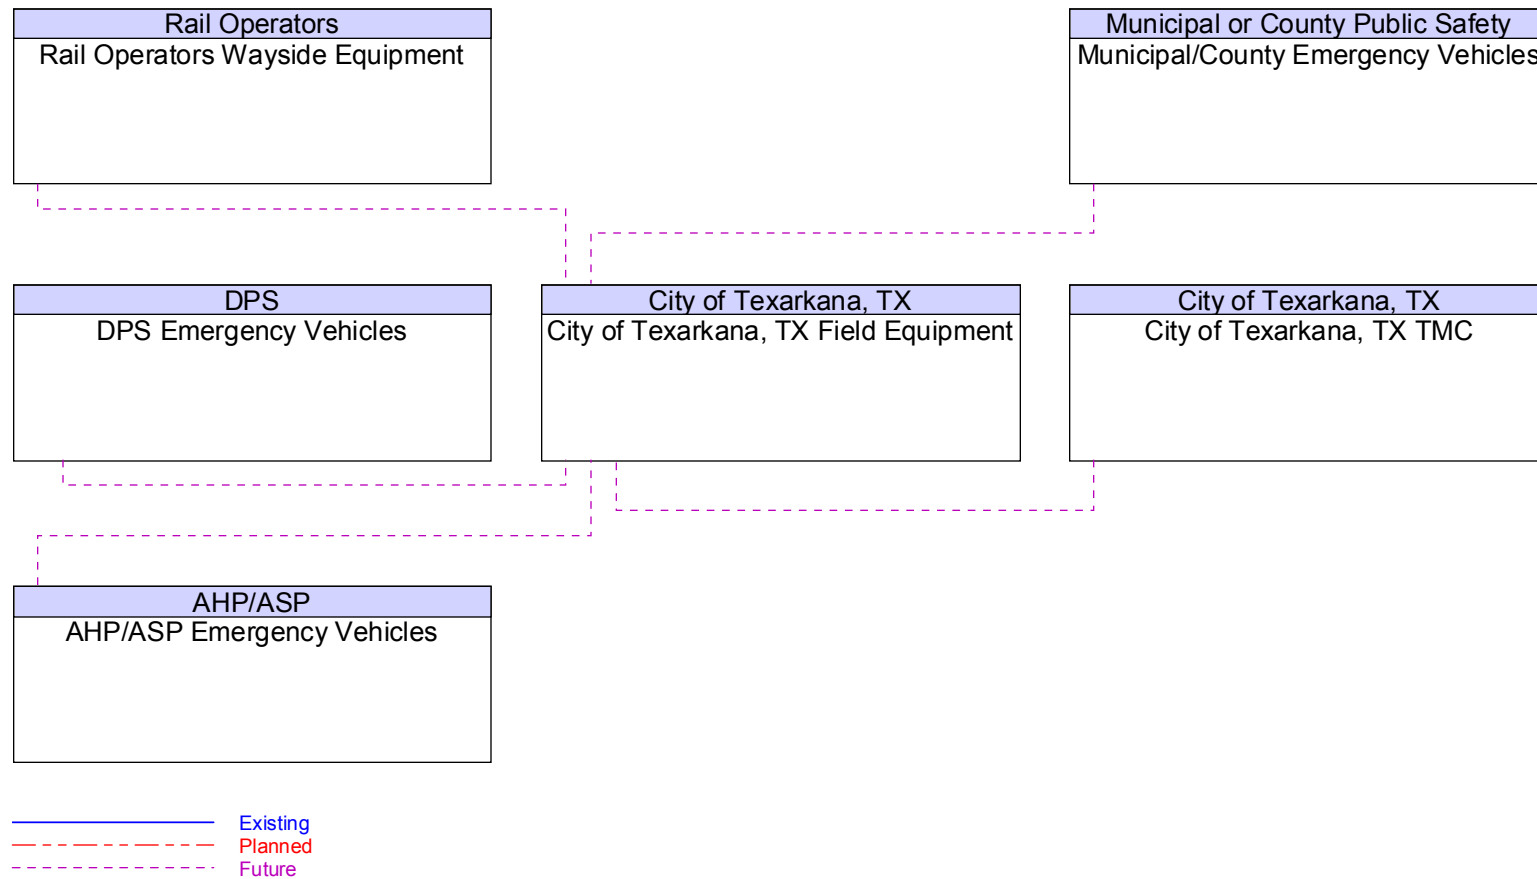 Rail Operators
Rail Operators Wayside Equipment
Municipal or County Public Safety
Municipal/County Emergency Vehicles
DPS
DPS Emergency Vehicles
City of Texarkana, TX
City of Texarkana, TX Field Equipment
City of Texarkana, TX
City of Texarkana, TX TMC
AHP/ASP
AHP/ASP Emergency Vehicles
Existing
Planned
Future